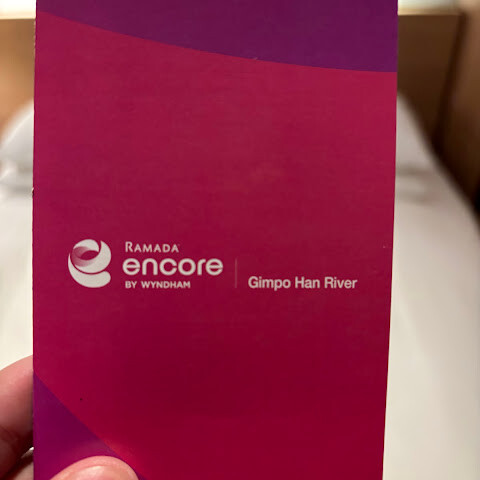 RAMADA
encore
BY WYNDHAM
Gimpo Han River